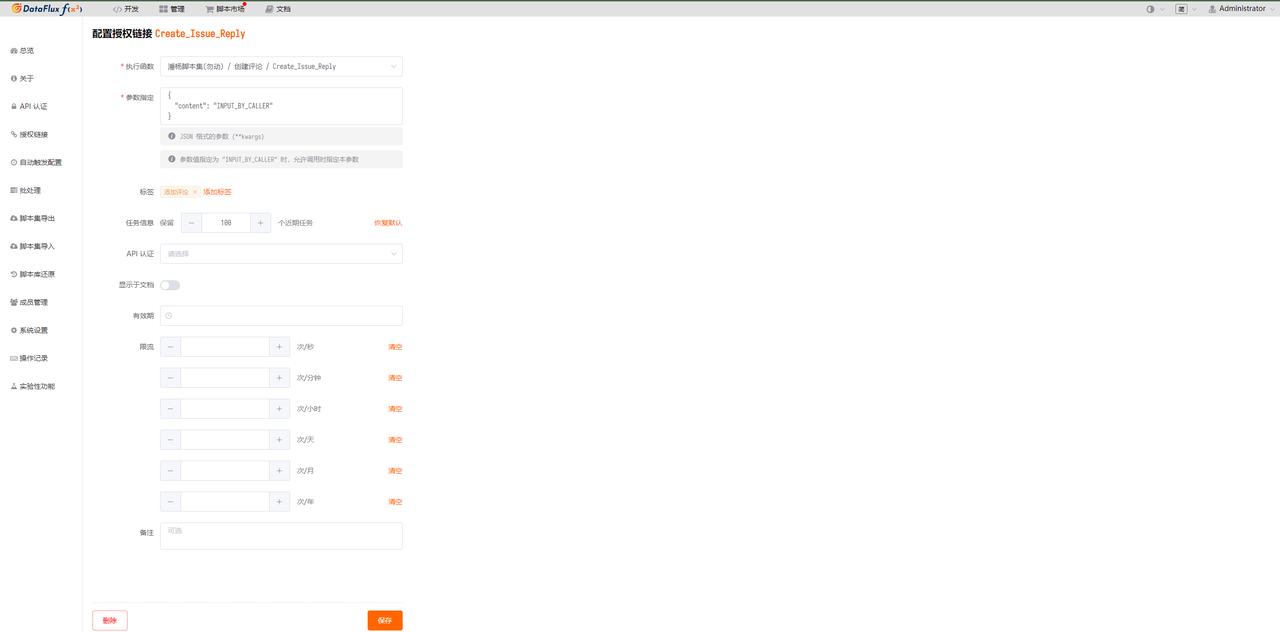 DataFlux f(x²)
开发
管理
脚本市场
文档
简
Administrator
总览
关于
API 认证
授权链接
自动触发配置
批处理
脚本集导出
脚本集导入
脚本库还原
成员管理
系统设置
操作记录
实验性功能
配置授权链接 Create_Issue_Reply
* 执行函数
潘杨脚本集(勿动) / 创建评论 / Create_Issue_Reply
* 参数指定
{
"content": "INPUT_BY_CALLER"
}
JSON 格式的参数 (**kwargs)
参数值指定为 "INPUT_BY_CALLER" 时，允许调用时指定本参数
标签
添加评论 × 添加标签
任务信息 保留 − 100 + 个近期任务 恢复默认
API 认证 请选择
显示于文档
有效期
限流 − + 次/秒 清空
− + 次/分钟 清空
− + 次/小时 清空
− + 次/天 清空
− + 次/月 清空
− + 次/年 清空
备注 可选
删除
保存